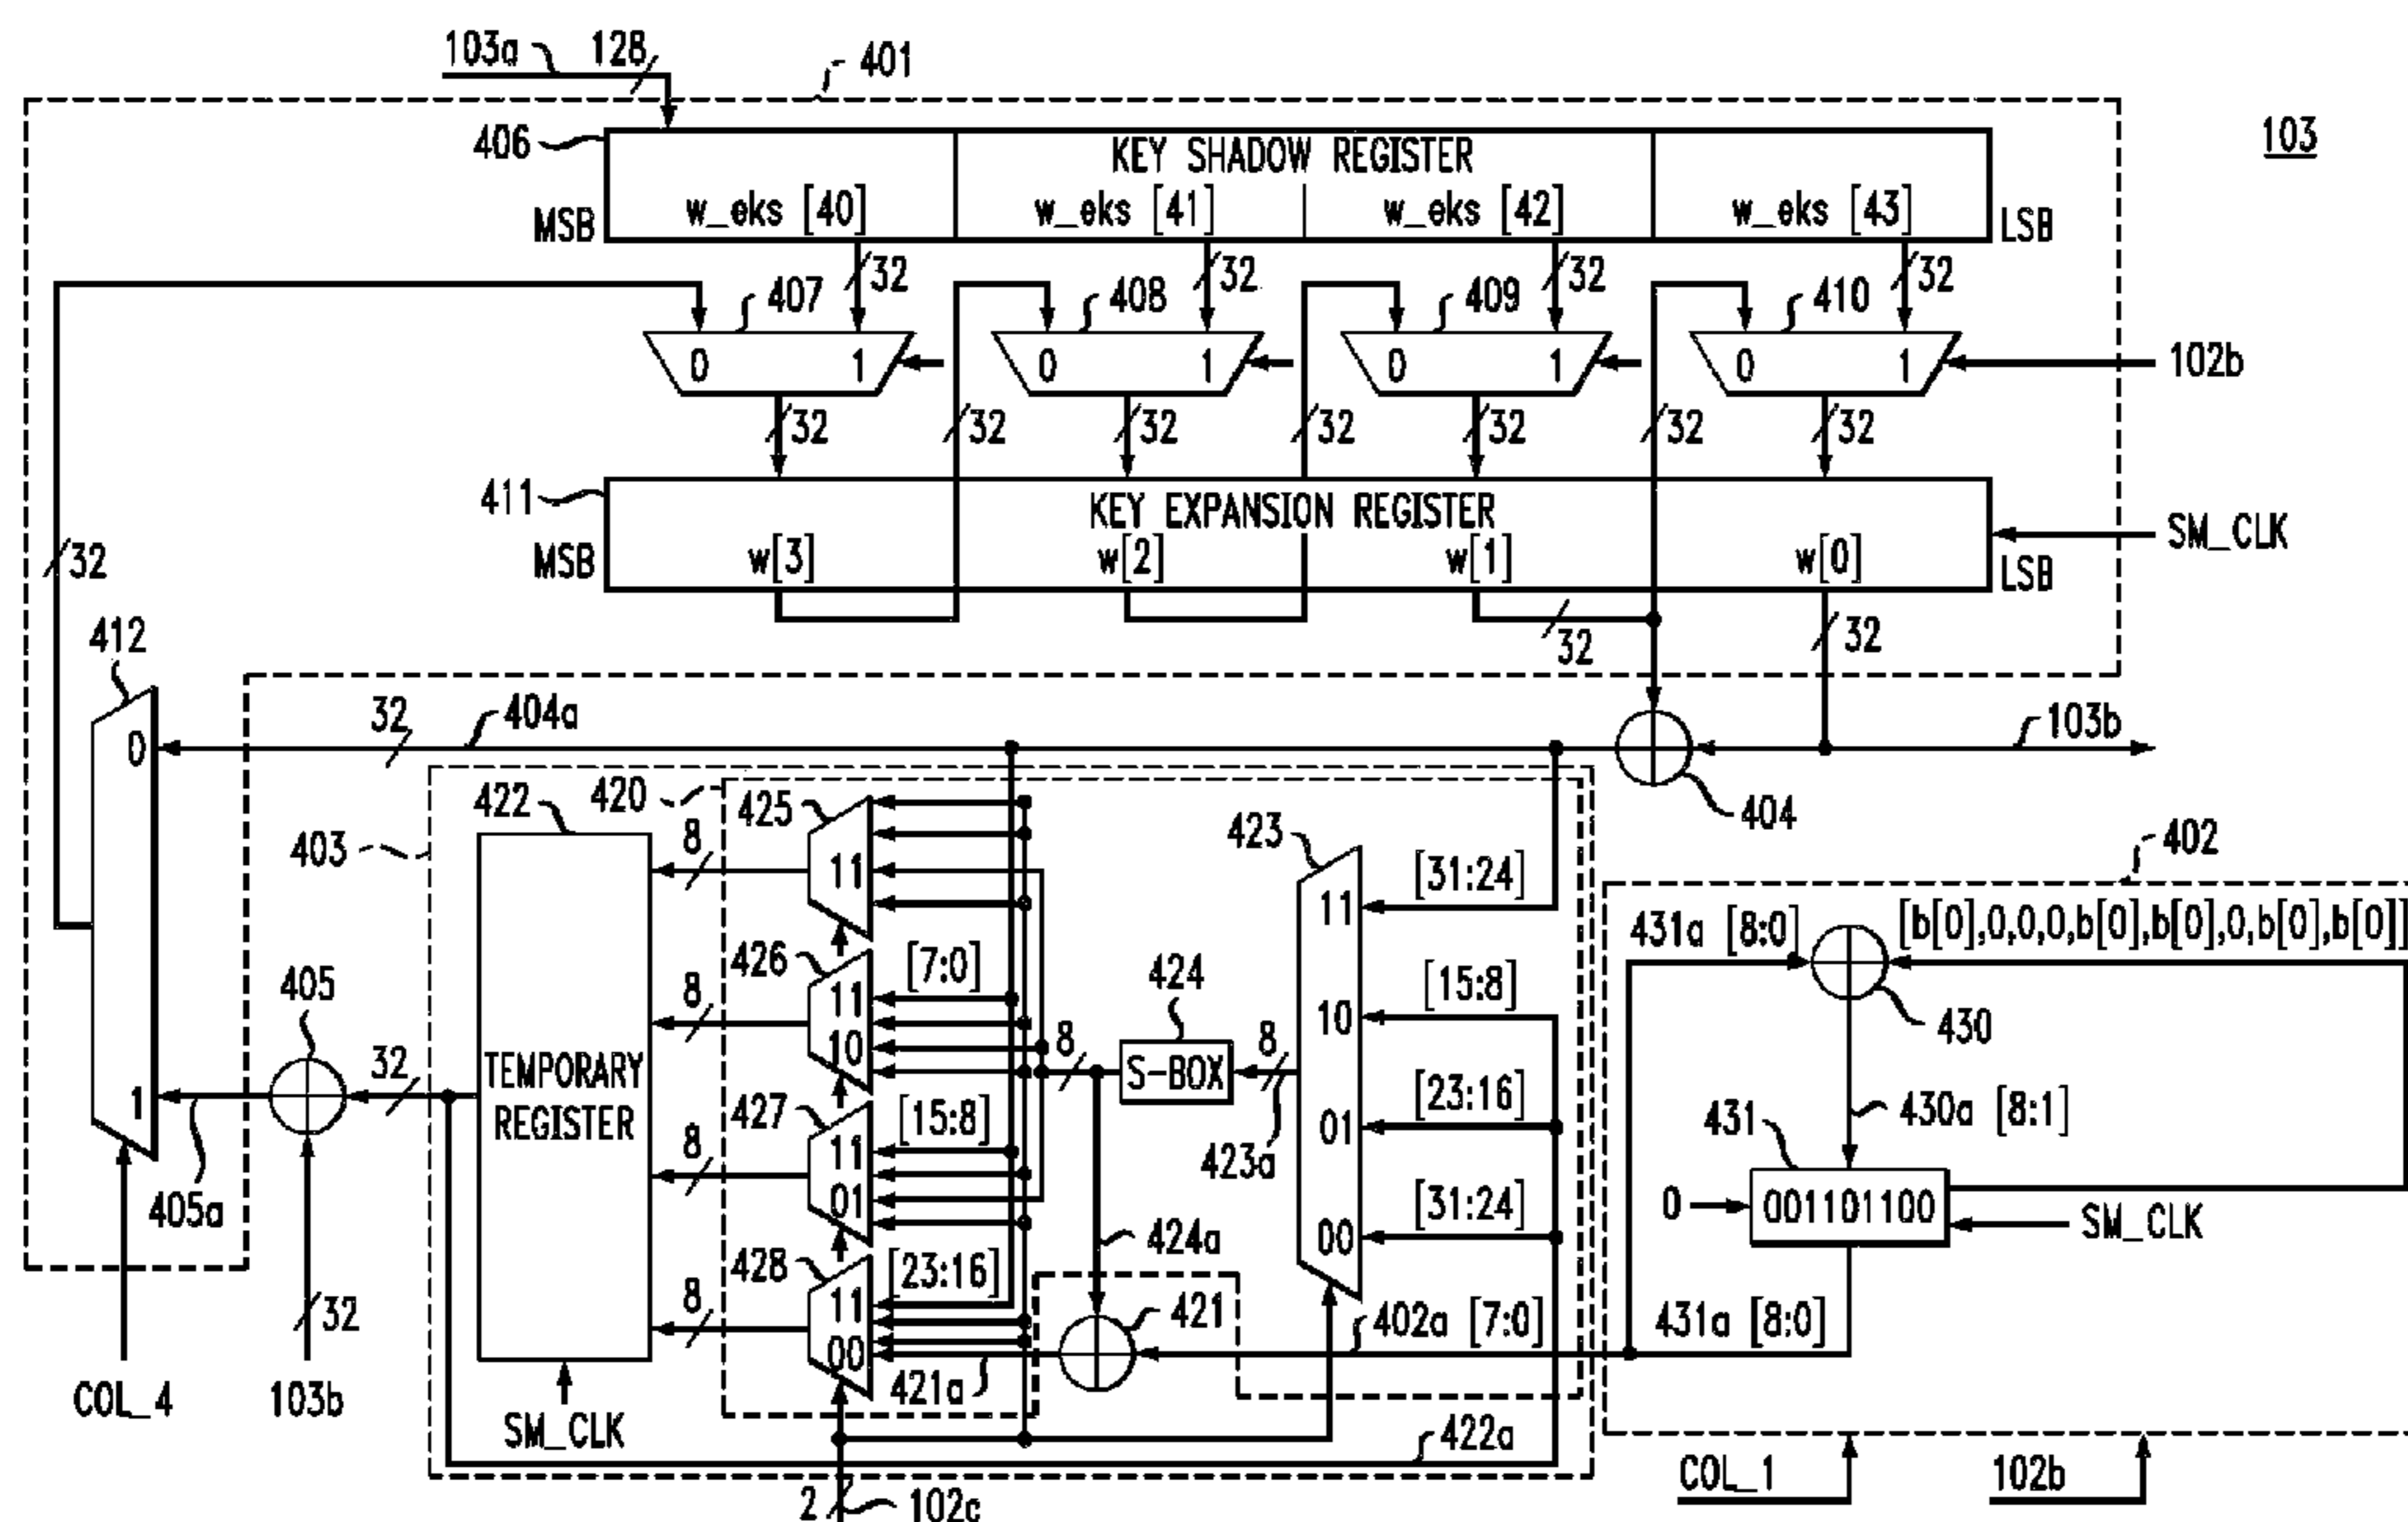 103a 128 401
103
406 KEY SHADOW REGISTER
MSB w_eks [40] w_eks [41] w_eks [42] w_eks [43] LSB
32 32 32 32
407 408 409 410
0 1 0 1 0 1 0 1 102b
32 32 32 32 32 32 32
411 KEY EXPANSION REGISTER SM_CLK
32 MSB w[3] w[2] w[1] w[0] LSB
412 32 32
32 404a 103b
0
404
403 422 420 425 423 402
8 11 [31:24] 11
431a [8:0] [b[0],0,0,0,b[0],b[0],0,b[0],b[0]]
426 [7:0] 424 [15:8]
405 8 11 10 10 430
32 TEMPORARY REGISTER 8 S-BOX 8
1 427 [15:8] [23:16] 431 430a [8:1]
405a 8 11 01 423a 01
0 001101100 SM_CLK
428 [23:16] 424a [31:24] 00
32 8 11 00 421 402a [7:0] 431a [8:0]
COL_4 103b SM_CLK 421a 422a
2 102c COL_1 102b